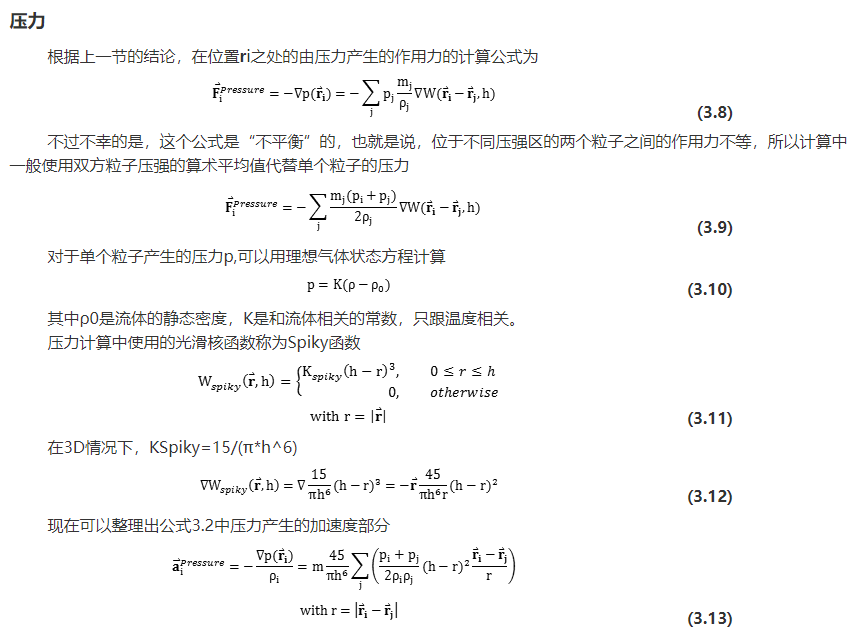 压力
根据上一节的结论，在位置ri之处的由压力产生的作用力的计算公式为
$\vec{\mathbf{F}}_i^{Pressure} = -\nabla p(\vec{\mathbf{r}}_i) = -\sum_j p_j \frac{m_j}{\rho_j} \nabla W(\vec{\mathbf{r}}_i - \vec{\mathbf{r}}_j, h)$
(3.8)
不过不幸的是，这个公式是“不平衡”的，也就是说，位于不同压强区的两个粒子之间的作用力不等，所以计算中
一般使用双方粒子压强的算术平均值代替单个粒子的压力
$\vec{\mathbf{F}}_i^{Pressure} = -\sum_j \frac{m_j(p_i + p_j)}{2\rho_j} \nabla W(\vec{\mathbf{r}}_i - \vec{\mathbf{r}}_j, h)$
(3.9)
对于单个粒子产生的压力p,可以用理想气体状态方程计算
$p = K(\rho - \rho_0)$
(3.10)
其中ρ0是流体的静态密度，K是和流体相关的常数，只跟温度相关。
压力计算中使用的光滑核函数称为Spiky函数
$W_{spiky}(\vec{\mathbf{r}}, h) = \begin{cases} K_{spiky}(h - r)^3, & 0 \le r \le h \\ 0, & otherwise \end{cases}$
with r = $|\vec{\mathbf{r}}|$
(3.11)
在3D情况下，KSpiky=15/(π*h^6)
$\nabla W_{spiky}(\vec{\mathbf{r}}, h) = \nabla \frac{15}{\pi h^6}(h - r)^3 = -\vec{\mathbf{r}} \frac{45}{\pi h^6 r}(h - r)^2$
(3.12)
现在可以整理出公式3.2中压力产生的加速度部分
$\vec{\mathbf{a}}_i^{Pressure} = -\frac{\nabla p(\vec{\mathbf{r}}_i)}{\rho_i} = m \frac{45}{\pi h^6} \sum_j \left( \frac{p_i + p_j}{2\rho_i \rho_j} (h - r)^2 \frac{\vec{\mathbf{r}}_i - \vec{\mathbf{r}}_j}{r} \right)$
with r = $|\vec{\mathbf{r}}_i - \vec{\mathbf{r}}_j|$
(3.13)